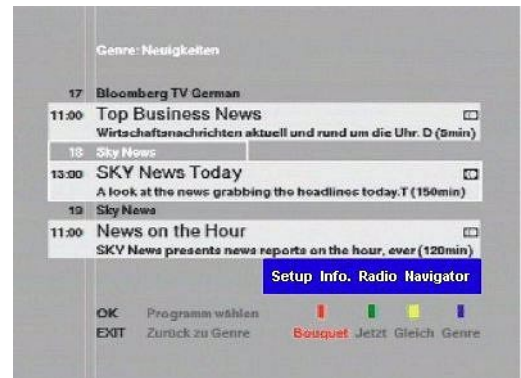 Genre: Neuigkeiten
17 Bloomberg TV German
11:00 Top Business News
Wirtschaftsnachrichten aktuell und rund um die Uhr. D (5min)
18 Sky News
13:00 SKY News Today
A look at the news grabbing the headlines today.T (150min)
19 Sky News
11:00 News on the Hour
SKY News presents news reports on the hour, ever (120min)
Setup Info. Radio Navigator
OK Programm wählen
EXIT Zurück zu Genre Bouquet Jetzt Gleich Genre